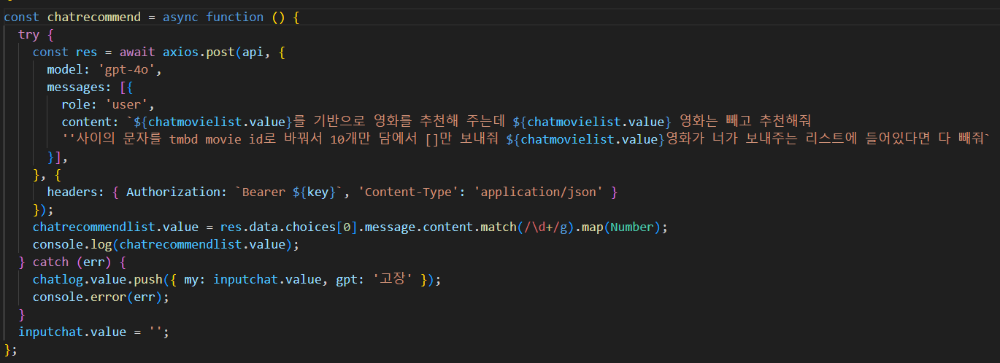 const chatrecommend = async function () {
try {
const res = await axios.post(api, {
model: 'gpt-4o',
messages: [{
role: 'user',
content: `${chatmovielist.value}를 기반으로 영화를 추천해 주는데 ${chatmovielist.value} 영화는 빼고 추천해줘
''사이의 문자를 tmbd movie id로 바꿔서 10개만 담에서 []만 보내줘 ${chatmovielist.value}영화가 너가 보내주는 리스트에 들어있다면 다 빼줘`
}],
}, {
headers: { Authorization: `Bearer ${key}`, 'Content-Type': 'application/json' }
});
chatrecommendlist.value = res.data.choices[0].message.content.match(/\d+/g).map(Number);
console.log(chatrecommendlist.value);
} catch (err) {
chatlog.value.push({ my: inputchat.value, gpt: '고장' });
console.error(err);
}
inputchat.value = '';
};